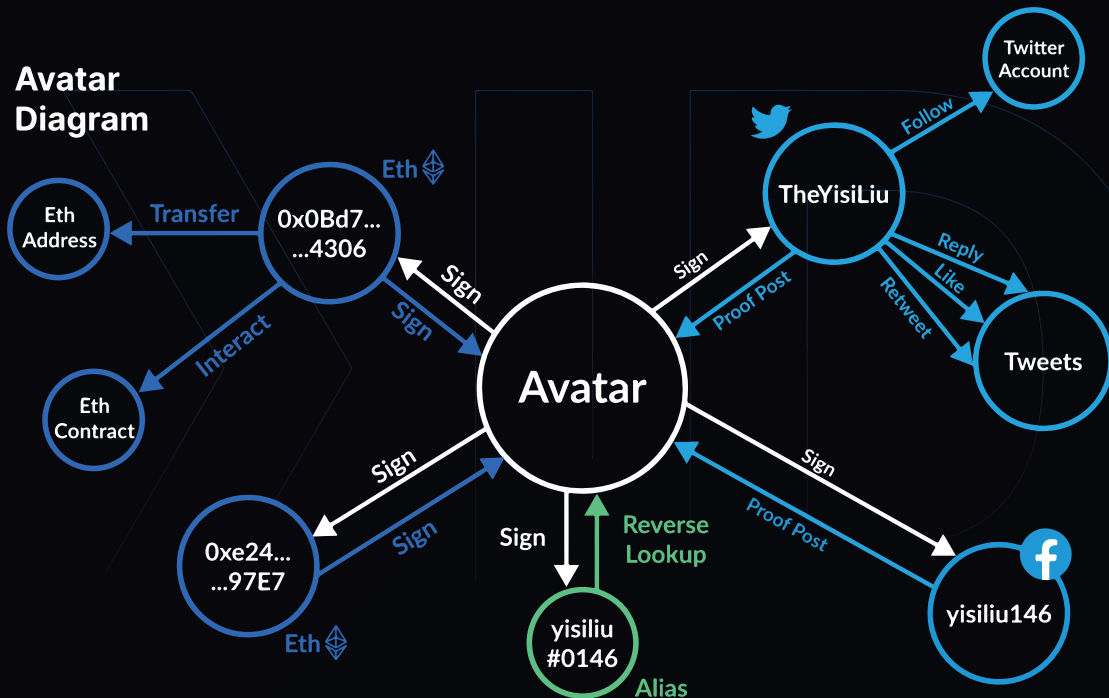 Avatar
Diagram
Twitter
Account
Follow
TheYisiLiu
Eth
0x0Bd7...
...4306
Transfer
Eth
Address
Interact
Eth
Contract
Sign
Sign
Sign
Proof Post
Reply
Like
Retweet
Tweets
Avatar
Sign
Sign
0xe24...
...97E7
Eth
Sign
Reverse
Lookup
yisiliu
#0146
Alias
Sign
Proof Post
yisiliu146